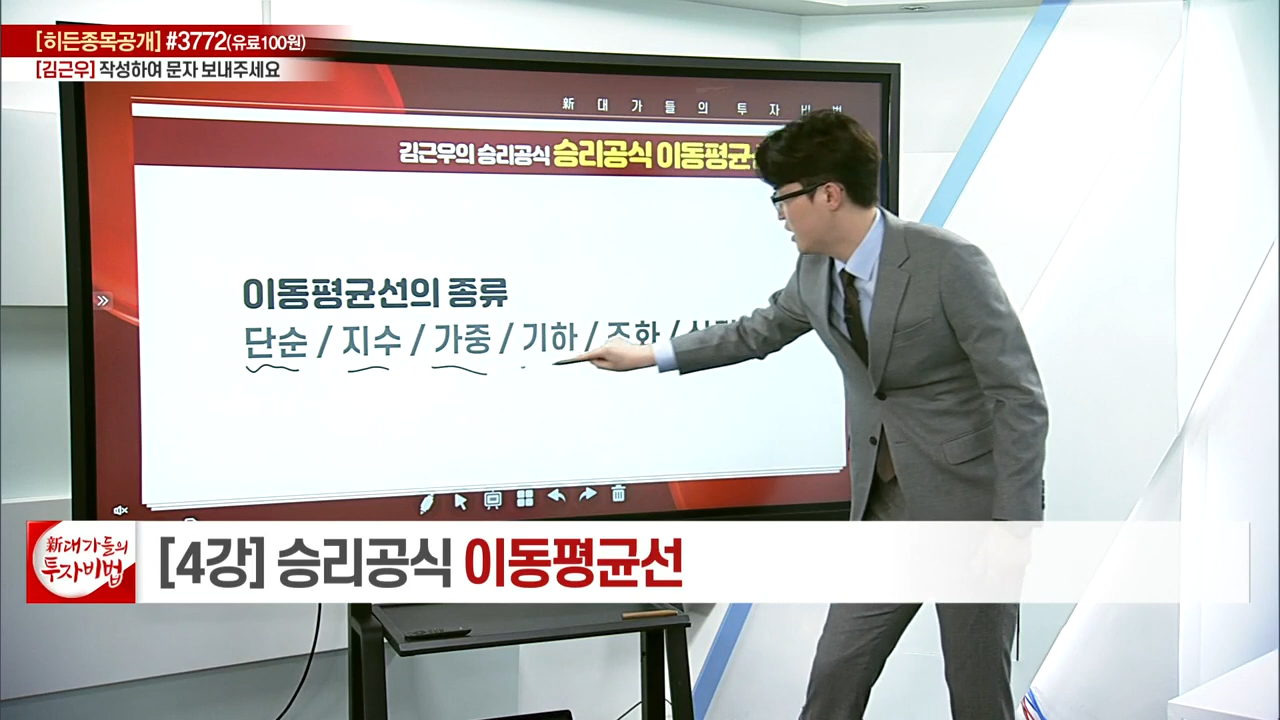 [히든종목공개] #3772(유료100원)
[김근우] 작성하여 문자 보내주세요
新 대 가 들 의 투 자 비 법
김근우의 승리공식 승리공식 이동평균
이동평균선의 종류
단순 / 지수 / 가중 / 기하 / 조화 /
新대가들의
투자비법
[4강] 승리공식 이동평균선